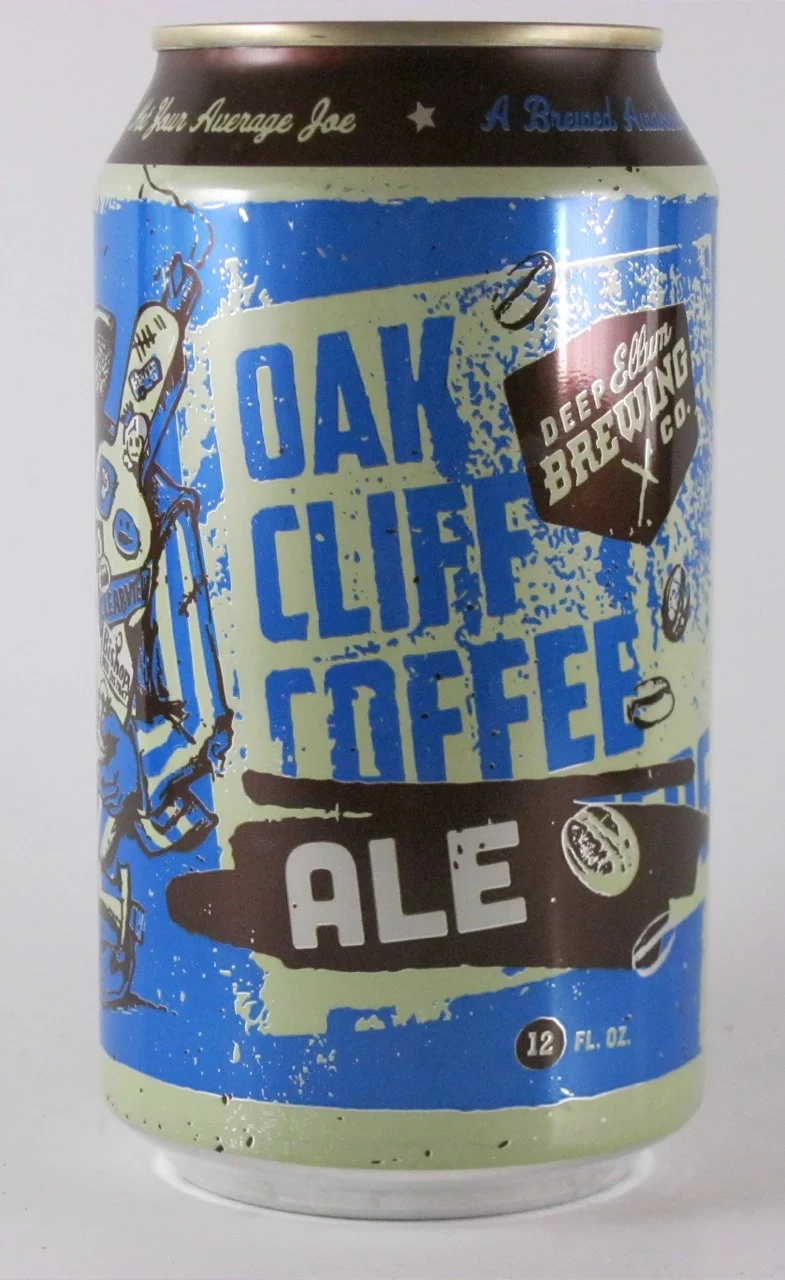 Your Average Joe ★ A Brewed
OAK
CLIFF
COFFEE
ALE
DEEP Ellum
BREWING
CO.
12 FL. OZ.